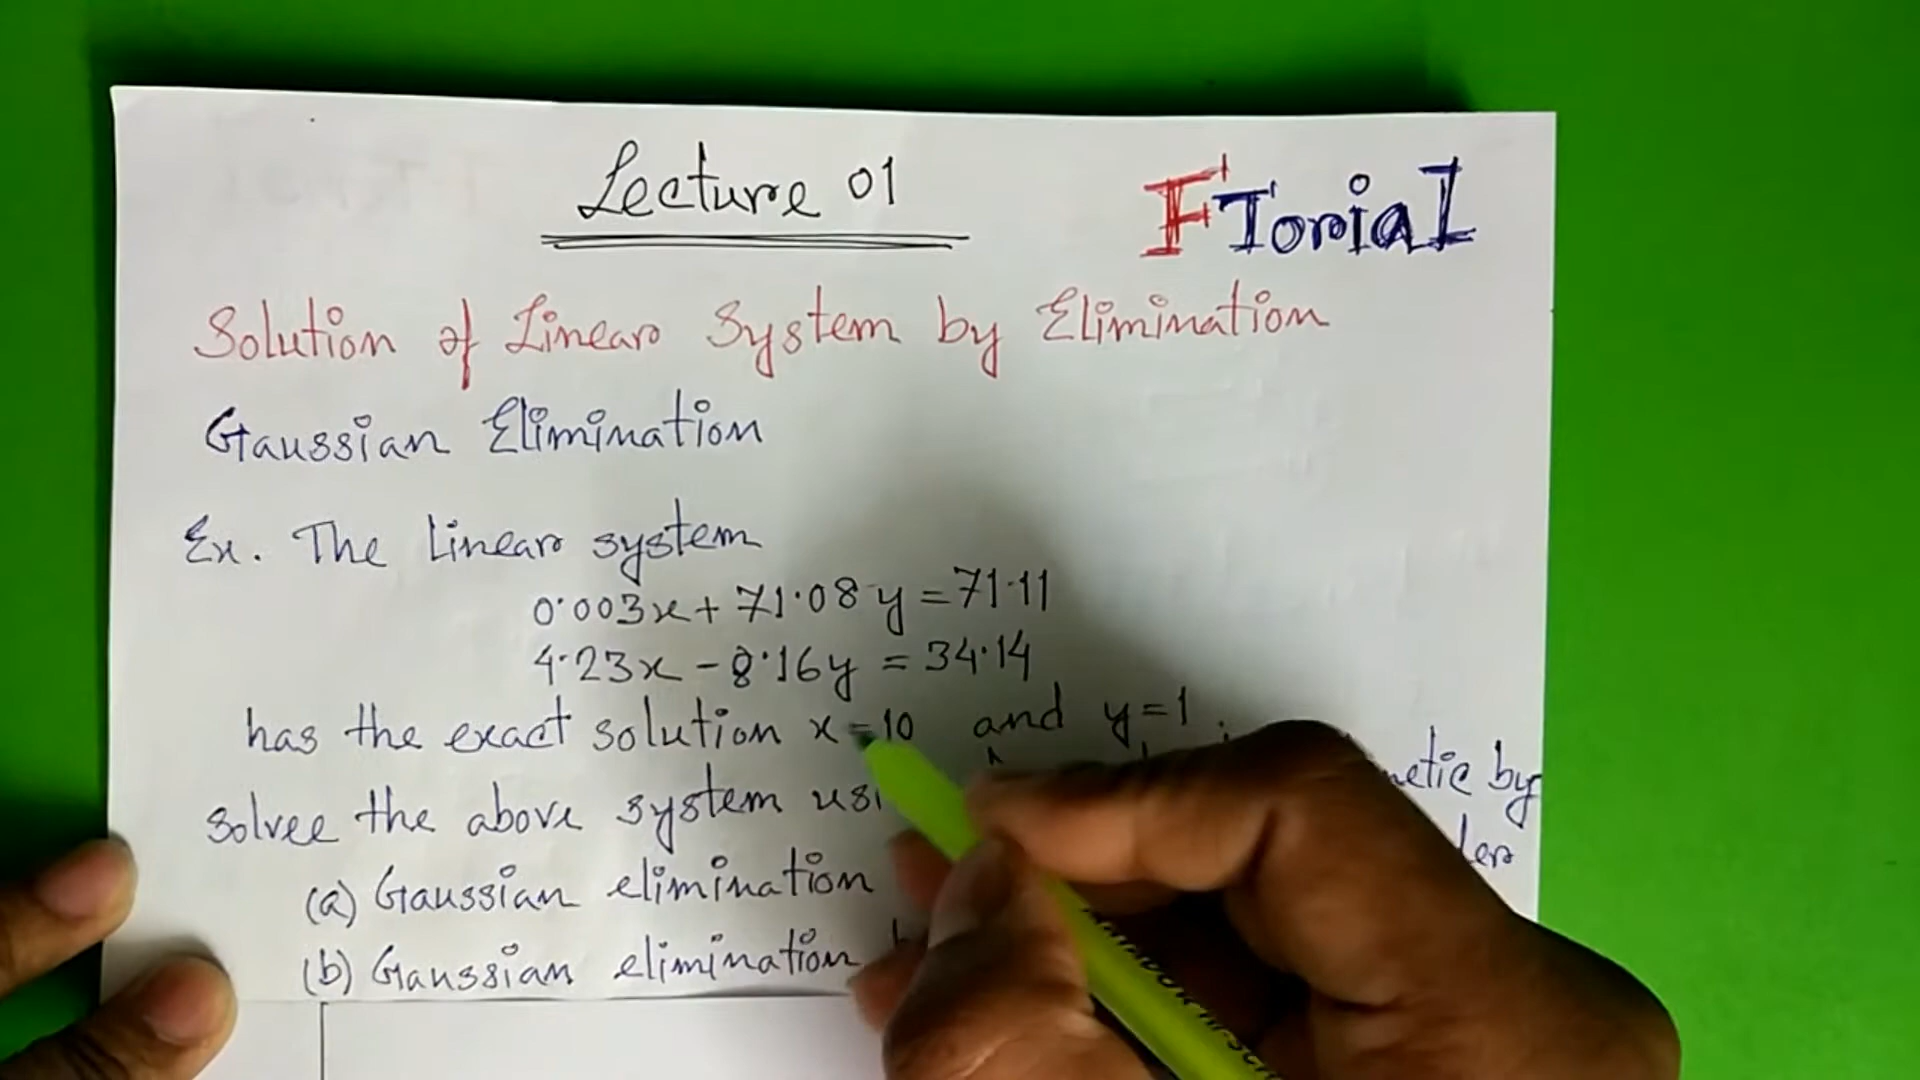 Lecture 01
FTorial
Solution of Linear System by Elimination
Gaussian Elimination
Ex. The linear system
0.003x + 71.08y = 71.11
4.23x - 8.16y = 34.14
has the exact solution x = 10 and y = 1.
solve the above system by
(a) Gaussian elimination
(b) Gaussian elimination